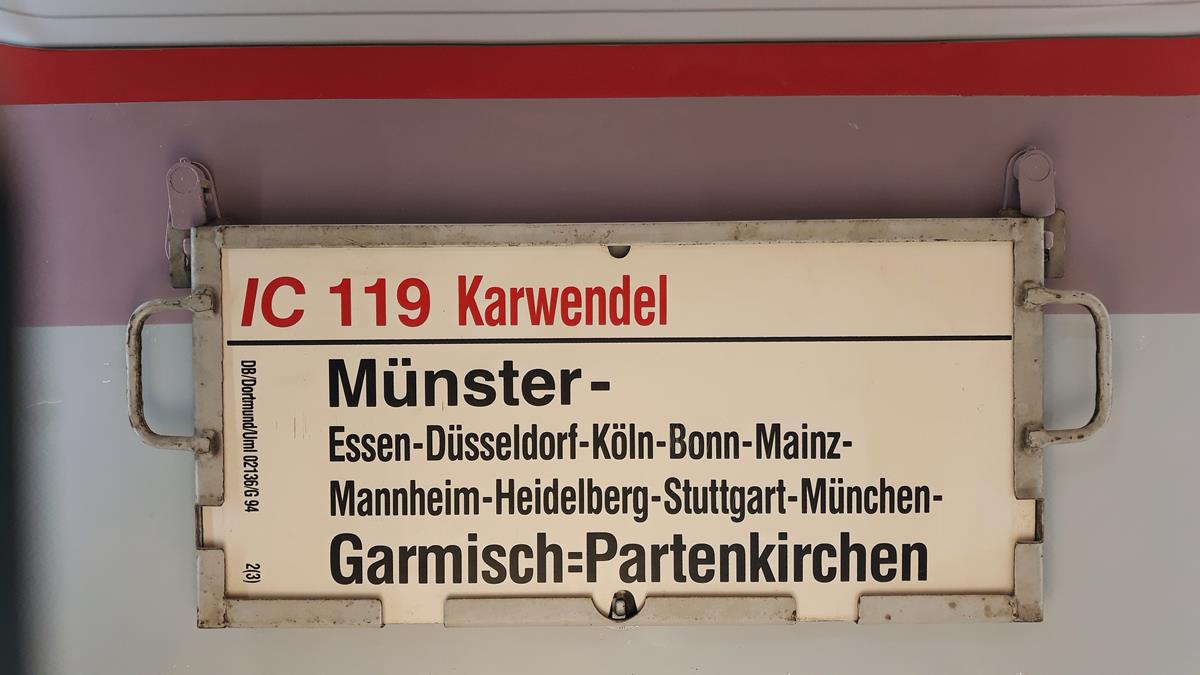 IC 119 Karwendel
Münster-
Essen-Düsseldorf-Köln-Bonn-Mainz-
Mannheim-Heidelberg-Stuttgart-München-
Garmisch=Partenkirchen
DB/Dortmund/Uml 02136/G 94 2(3)